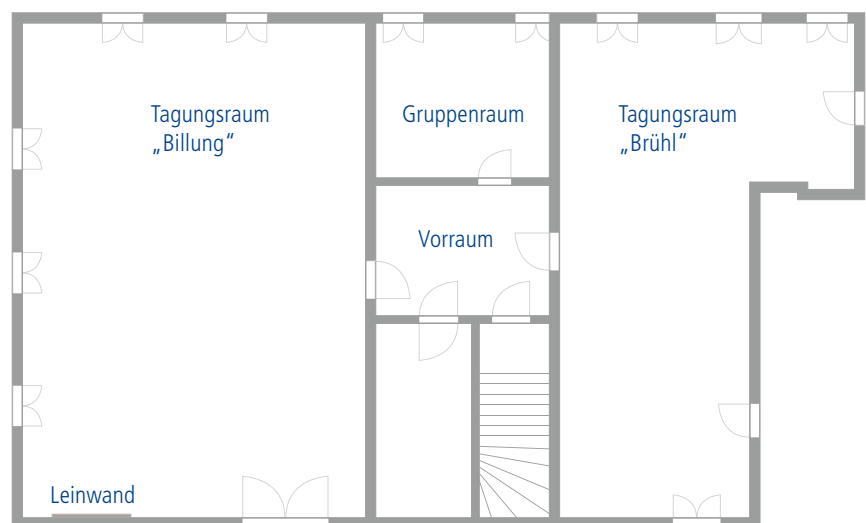 Tagungsraum
„Billung“
Gruppenraum
Tagungsraum
„Brühl“
Vorraum
Leinwand